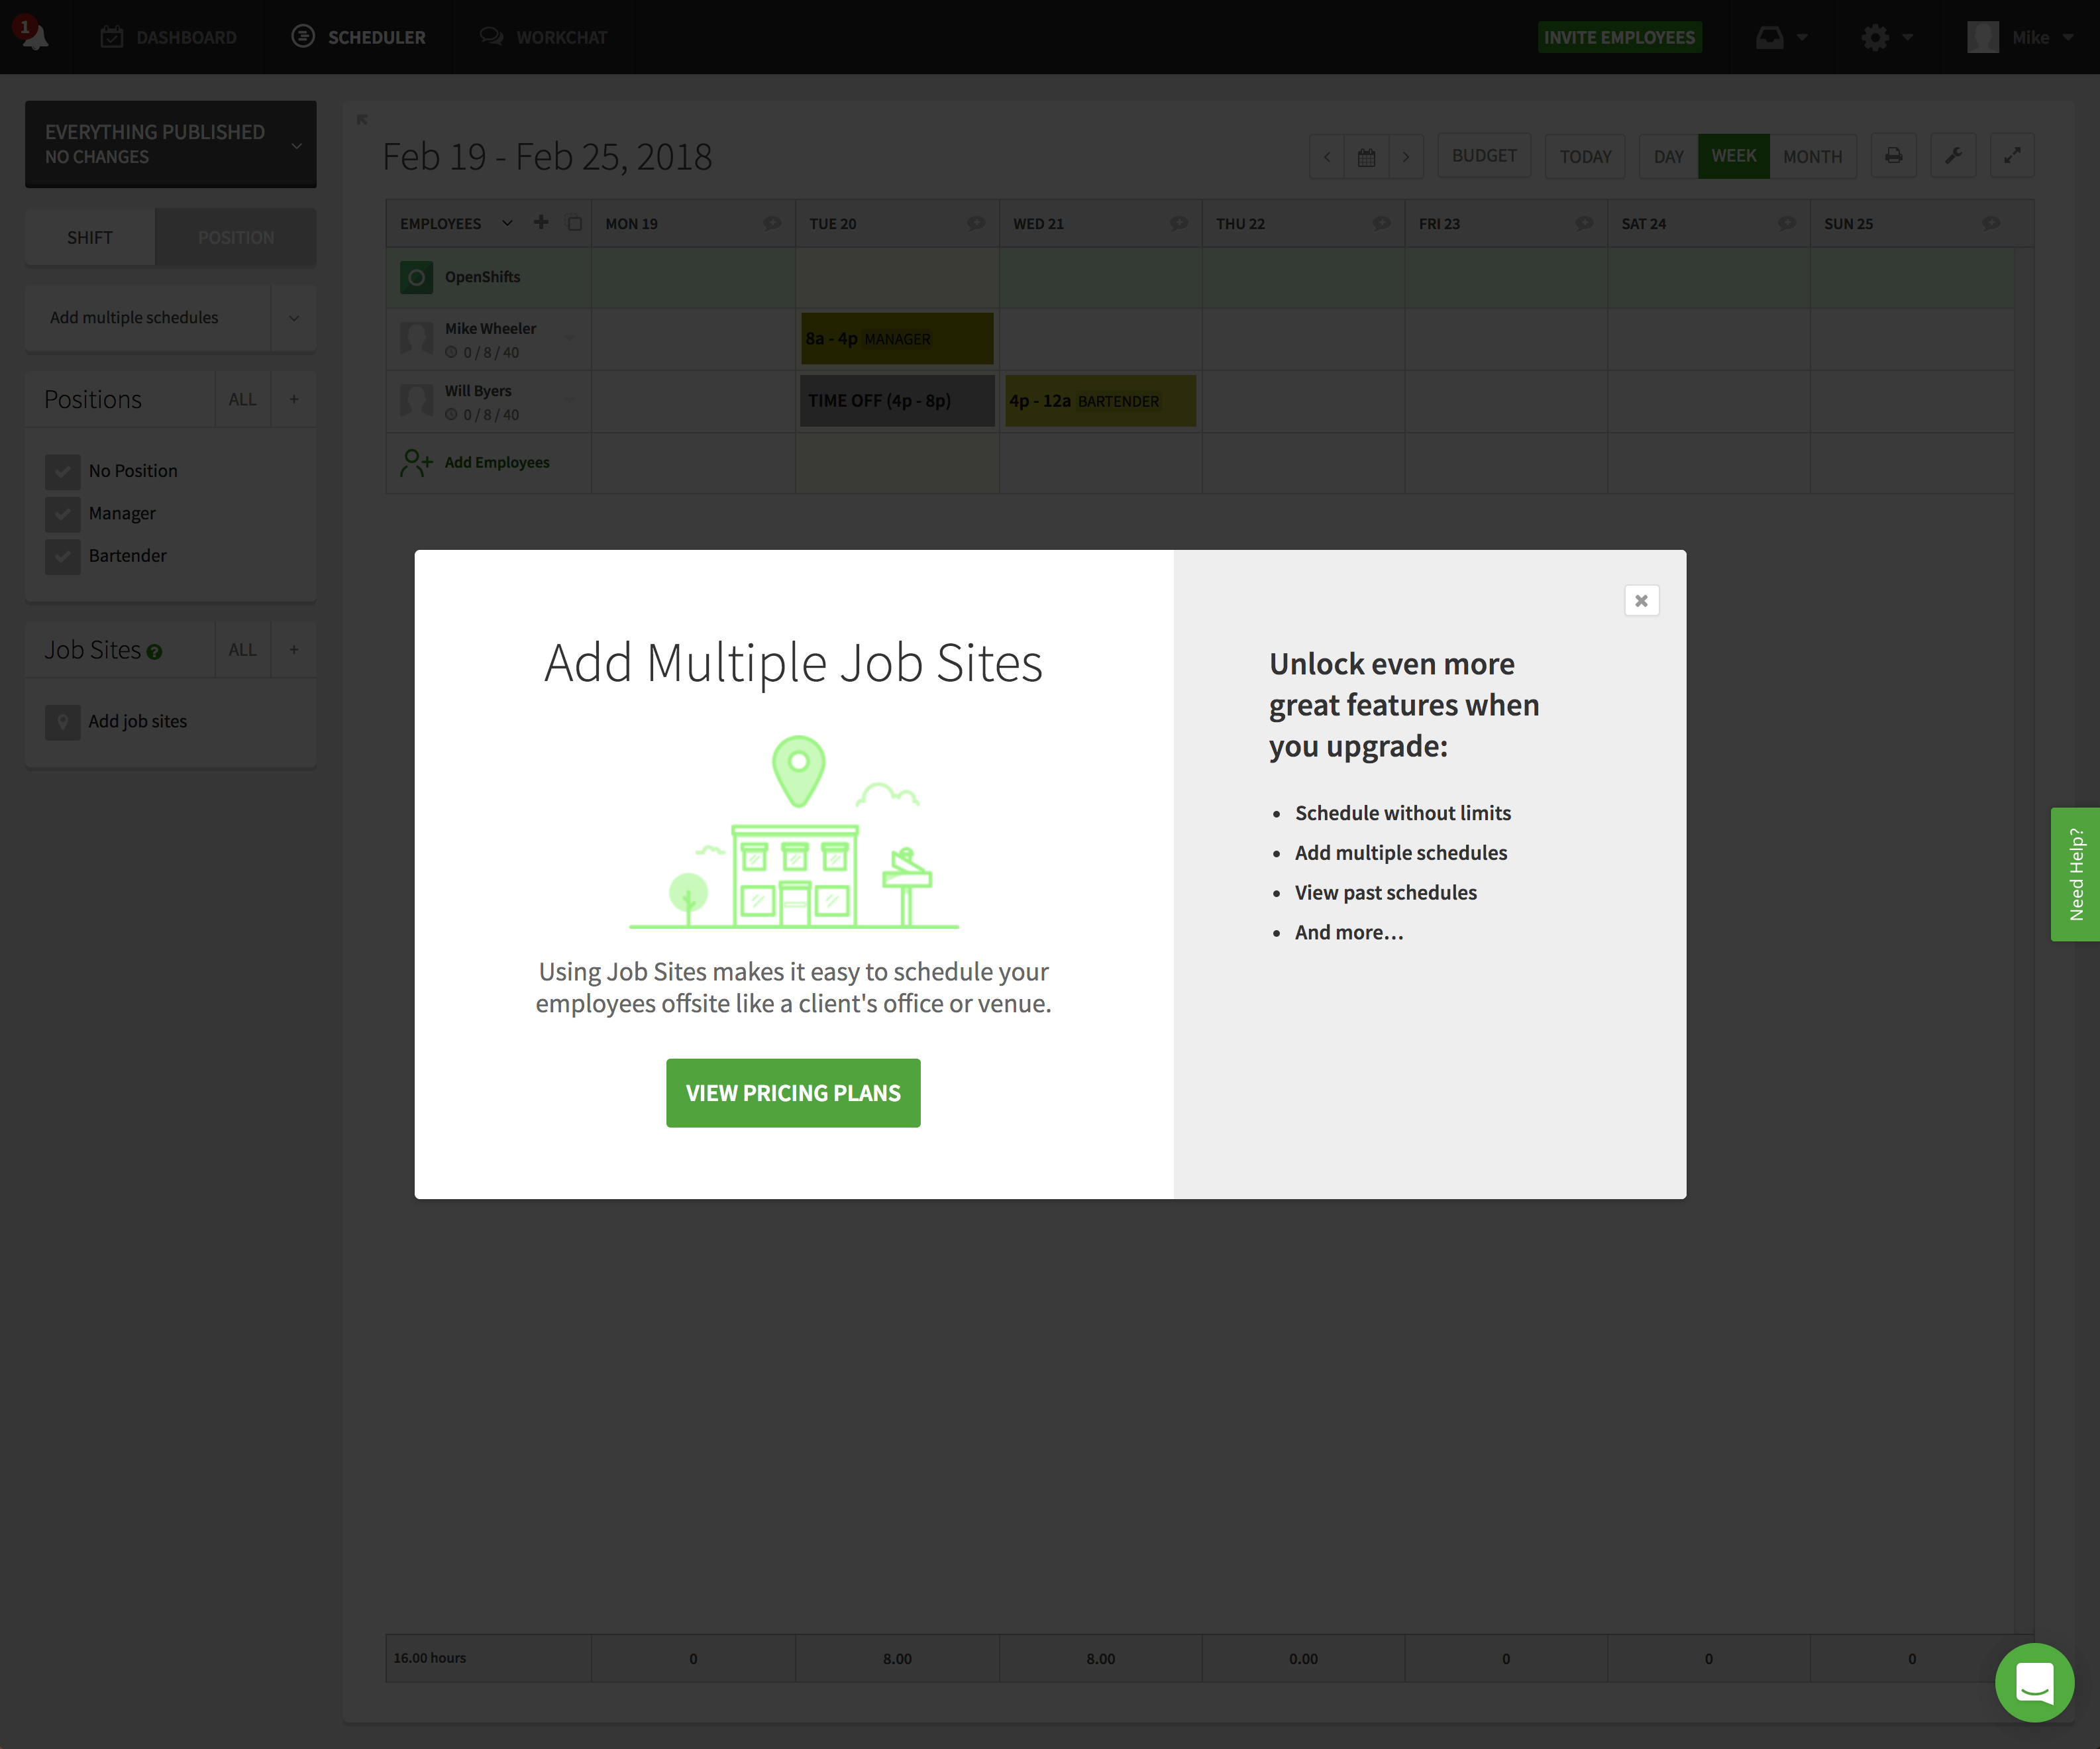 1
DASHBOARD
SCHEDULER
WORKCHAT
INVITE EMPLOYEES
Mike
EVERYTHING PUBLISHED
NO CHANGES
SHIFT
POSITION
Add multiple schedules
Positions
ALL
+
No Position
Manager
Bartender
Job Sites ?
ALL
+
Add job sites
Feb 19 - Feb 25, 2018
BUDGET
TODAY
DAY
WEEK
MONTH
EMPLOYEES
MON 19
TUE 20
WED 21
THU 22
FRI 23
SAT 24
SUN 25
OpenShifts
Mike Wheeler
0 / 8 / 40
8a - 4p MANAGER
Will Byers
0 / 8 / 40
TIME OFF (4p - 8p)
4p - 12a BARTENDER
Add Employees
Add Multiple Job Sites
Using Job Sites makes it easy to schedule your
employees offsite like a client's office or venue.
VIEW PRICING PLANS
Unlock even more
great features when
you upgrade:
• Schedule without limits
• Add multiple schedules
• View past schedules
• And more...
Need Help?
16.00 hours
0
8.00
8.00
0.00
0
0
0